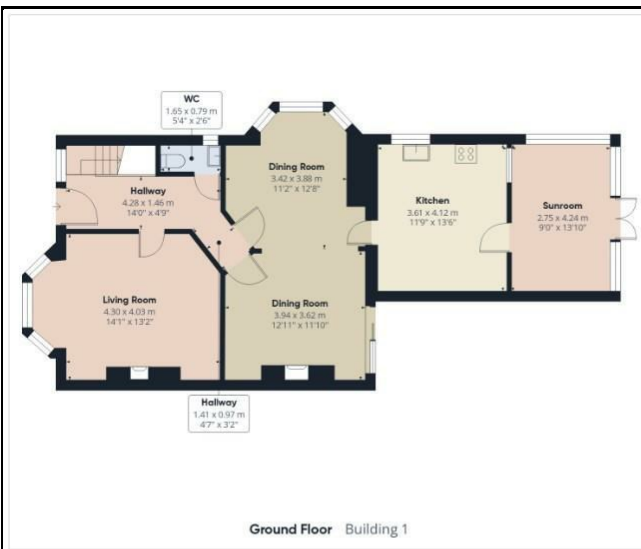 WC
1.65 x 0.79 m
5'4" x 2'6"
Dining Room
3.42 x 3.88 m
11'2" x 12'8"
Hallway
4.28 x 1.46 m
14'0" x 4'9"
Kitchen
3.61 x 4.12 m
11'9" x 13'6"
Sunroom
2.75 x 4.24 m
9'0" x 13'10"
Living Room
4.30 x 4.03 m
14'1" x 13'2"
Dining Room
3.94 x 3.62 m
12'11" x 11'10"
Hallway
1.41 x 0.97 m
4'7" x 3'2"
Ground Floor Building 1